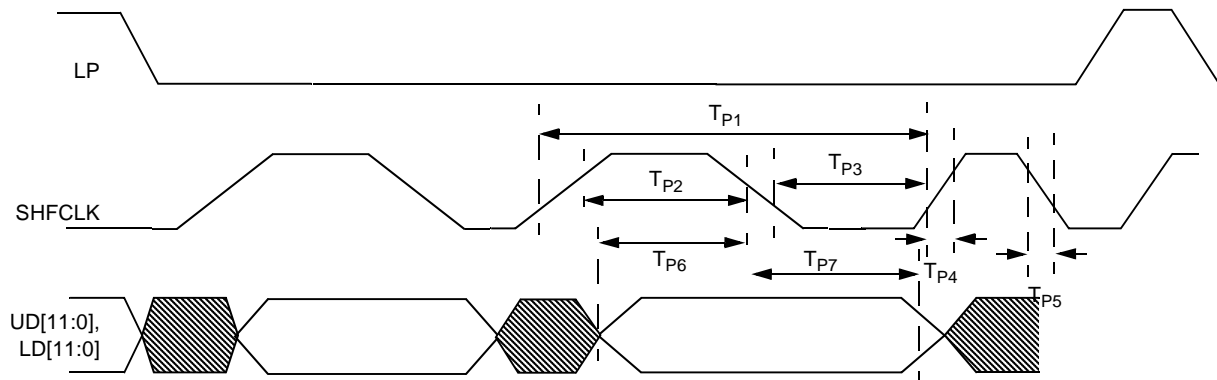 LP
TP1
TP3
TP2
SHFCLK
TP6
TP7
TP4
TP5
UD[11:0],
LD[11:0]